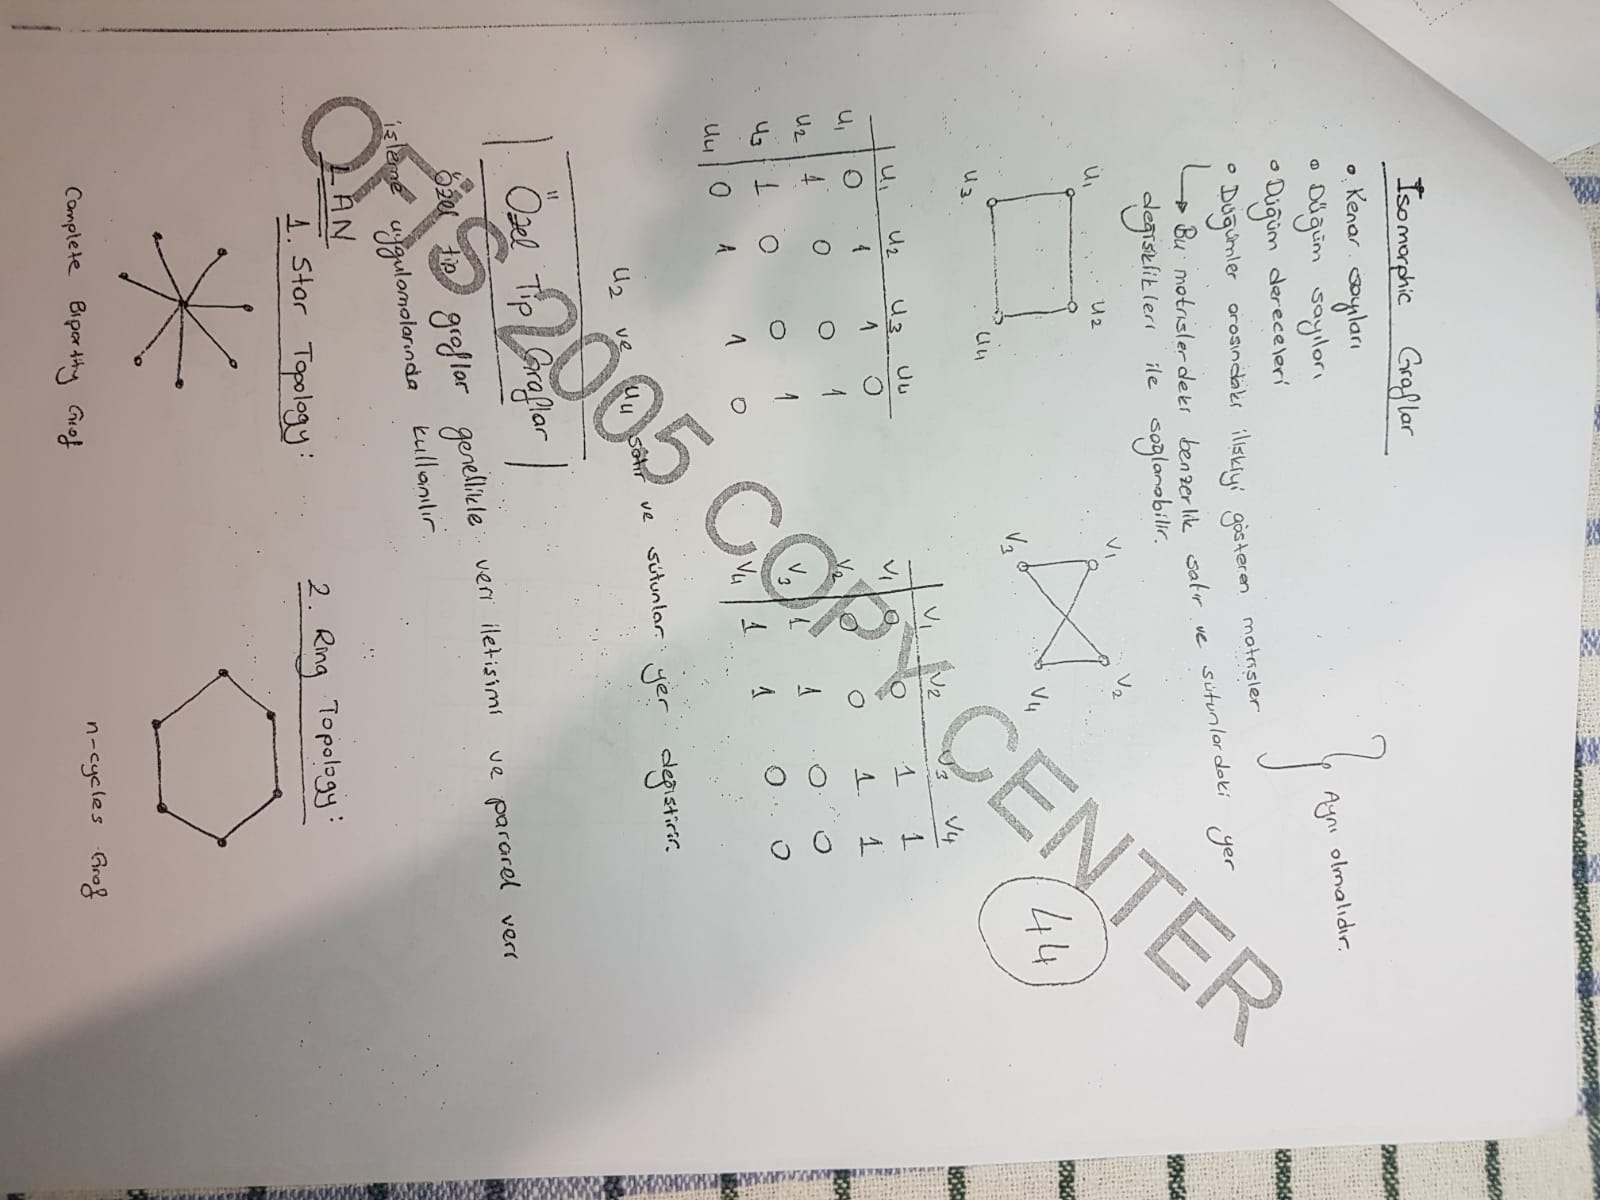 Isomorphic Graflar
• Kenar sayıları
• Düğüm sayıları
• Düğüm dereceleri
} Aynı olmalıdır.
• Düğümler arasındaki ilişkiyi gösteren matrisler
→ Bu matrislerdeki benzerlik satır ve sütunlardaki yer
değişiklikleri ile sağlanabilir.
u1 u2
u3 u4
v1 v2
v3 v4
44
u1 u2 u3 u4
u1 0 1 1 0
u2 1 0 0 1
u3 1 0 0 1
u4 0 1 1 0
v1 v2 v3 v4
v1 0 0 1 1
v2 0 0 1 1
v3 1 1 0 0
v4 1 1 0 0
u2 ve u4 satır ve sütunlar yer değiştirir.
Özel Tip Graflar
Özel tip graflar genellikle veri iletişimi ve pararel veri
işleme uygulamalarında kullanılır.
LAN
1. Star Topology:
2. Ring Topology:
Complete Bipartity Graf
n-cycles Graf
OFİS 2005 COPY CENTER